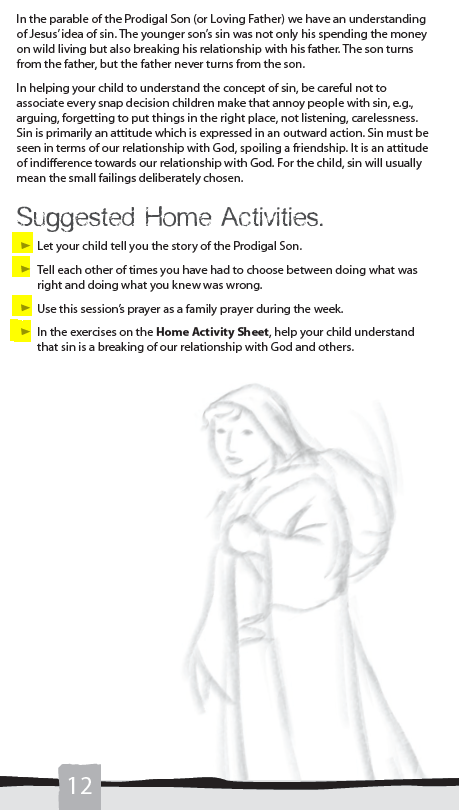 In the parable of the Prodigal Son (or Loving Father) we have an understanding
of Jesus' idea of sin. The younger son's sin was not only his spending the money
on wild living but also breaking his relationship with his father. The son turns
from the father, but the father never turns from the son.
In helping your child to understand the concept of sin, be careful not to
associate every snap decision children make that annoy people with sin, e.g.,
arguing, forgetting to put things in the right place, not listening, carelessness.
Sin is primarily an attitude which is expressed in an outward action. Sin must be
seen in terms of our relationship with God, spoiling a friendship. It is an attitude
of indifference towards our relationship with God. For the child, sin will usually
mean the small failings deliberately chosen.
Suggested Home Activities.
► Let your child tell you the story of the Prodigal Son.
► Tell each other of times you have had to choose between doing what was
right and doing what you knew was wrong.
► Use this session's prayer as a family prayer during the week.
► In the exercises on the Home Activity Sheet, help your child understand
that sin is a breaking of our relationship with God and others.
12